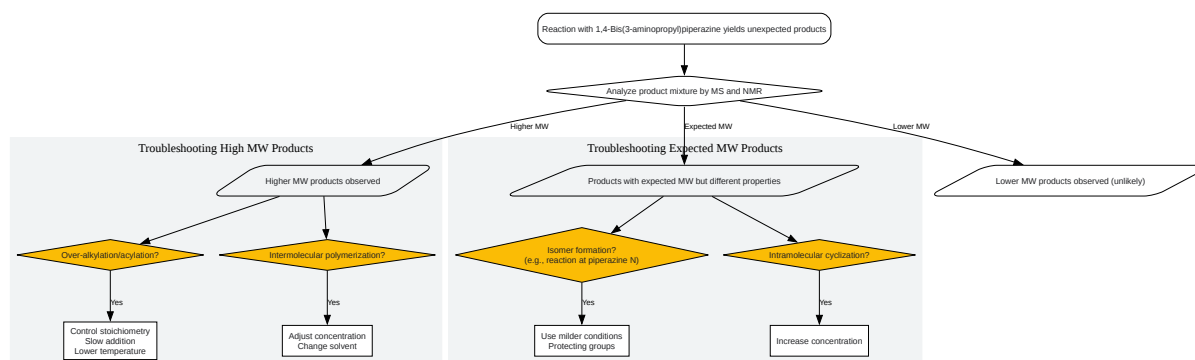 Reaction with 1,4-Bis(3-aminopropyl)piperazine yields unexpected products
Analyze product mixture by MS and NMR
Higher MW
Expected MW
Lower MW
Troubleshooting High MW Products
Troubleshooting Expected MW Products
Higher MW products observed
Products with expected MW but different properties
Lower MW products observed (unlikely)
Over-alkylation/acylation?
Intermolecular polymerization?
Isomer formation?
(e.g., reaction at piperazine N)
Intramolecular cyclization?
Yes
Yes
Yes
Yes
Control stoichiometry
Slow addition
Lower temperature
Adjust concentration
Change solvent
Use milder conditions
Protecting groups
Increase concentration